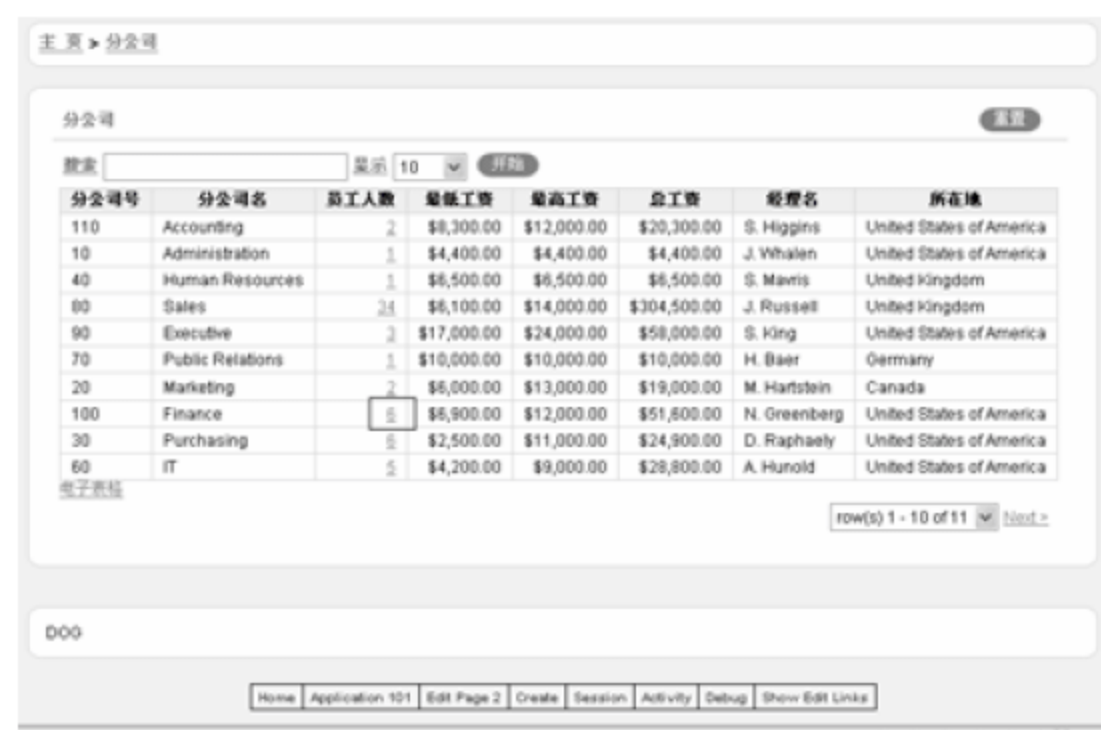 主 页 > 分公司
分公司 重置
搜索 显示 10 开始
分公司号 分公司名 员工人数 最低工资 最高工资 总工资 经理名 所在地
110 Accounting 2 $8,300.00 $12,000.00 $20,300.00 S. Higgins United States of America
10 Administration 1 $4,400.00 $4,400.00 $4,400.00 J. Whalen United States of America
40 Human Resources 1 $6,500.00 $6,500.00 $6,500.00 S. Mavris United Kingdom
80 Sales 34 $6,100.00 $14,000.00 $304,500.00 J. Russell United Kingdom
90 Executive 3 $17,000.00 $24,000.00 $58,000.00 S. King United States of America
70 Public Relations 1 $10,000.00 $10,000.00 $10,000.00 H. Baer Germany
20 Marketing 2 $6,000.00 $13,000.00 $19,000.00 M. Hartstein Canada
100 Finance 6 $6,900.00 $12,000.00 $51,600.00 N. Greenberg United States of America
30 Purchasing 6 $2,500.00 $11,000.00 $24,900.00 D. Raphaely United States of America
60 IT 5 $4,200.00 $9,000.00 $28,800.00 A. Hunold United States of America
电子表格
row(s) 1 - 10 of 11 Next >
DOG
Home Application 101 Edit Page 2 Create Session Activity Debug Show Edit Links